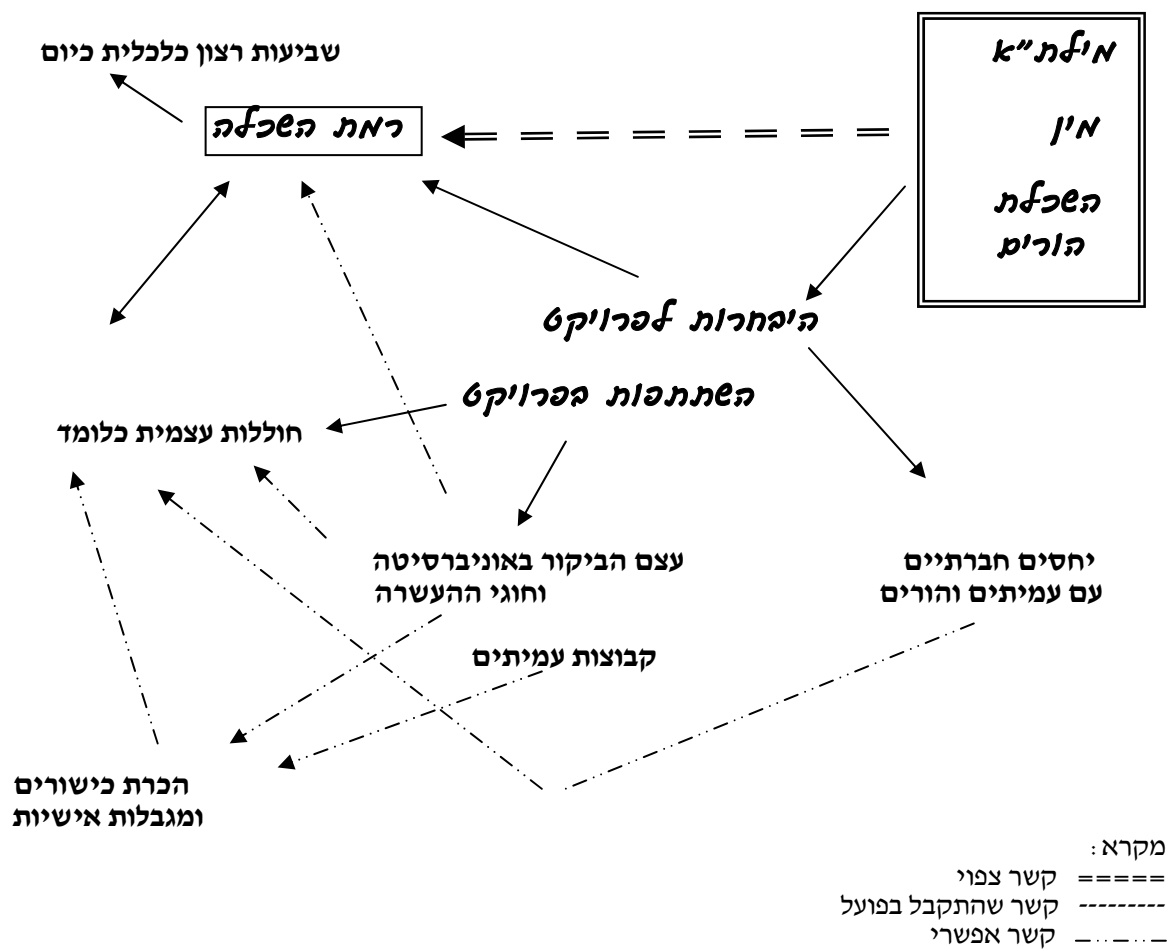 שביעות רצון כלכלית כיום
מילת"א
רמת השכלה
מין
השכלת
הורים
היבחרות לפרויקט
השתתפות בפרויקט
חוללות עצמית כלומד
עצם הביקור באוניברסיטה
וחוגי ההעשרה
יחסים חברתיים
עם עמיתים והורים
קבוצות עמיתים
הכרת כישורים
ומגבלות אישיות
מקרא:
===== קשר צפוי
--------- קשר שהתקבל בפועל
_.._.._.._ קשר אפשרי